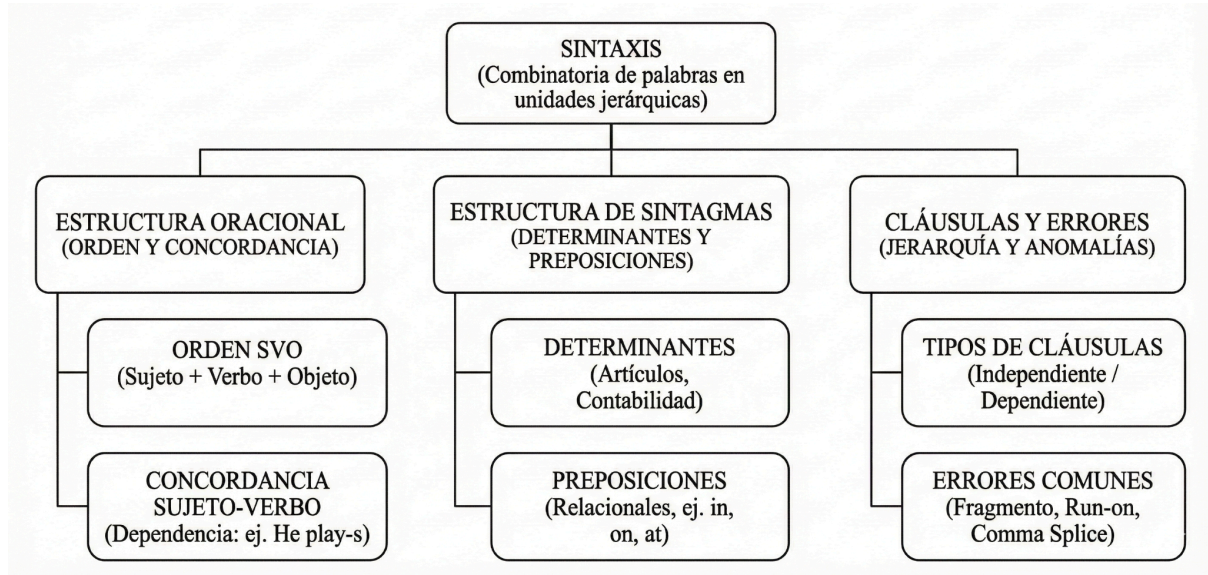 SINTAXIS
(Combinatoria de palabras en
unidades jerárquicas)
ESTRUCTURA ORACIONAL
(ORDEN Y CONCORDANCIA)
ORDEN SVO
(Sujeto + Verbo + Objeto)
CONCORDANCIA
SUJETO-VERBO
(Dependencia: ej. He play-s)
ESTRUCTURA DE SINTAGMAS
(DETERMINANTES Y
PREPOSICIONES)
DETERMINANTES
(Artículos,
Contabilidad)
PREPOSICIONES
(Relacionales, ej. in,
on, at)
CLÁUSULAS Y ERRORES
(JERARQUÍA Y ANOMALÍAS)
TIPOS DE CLÁUSULAS
(Independiente /
Dependiente)
ERRORES COMUNES
(Fragmento, Run-on,
Comma Splice)